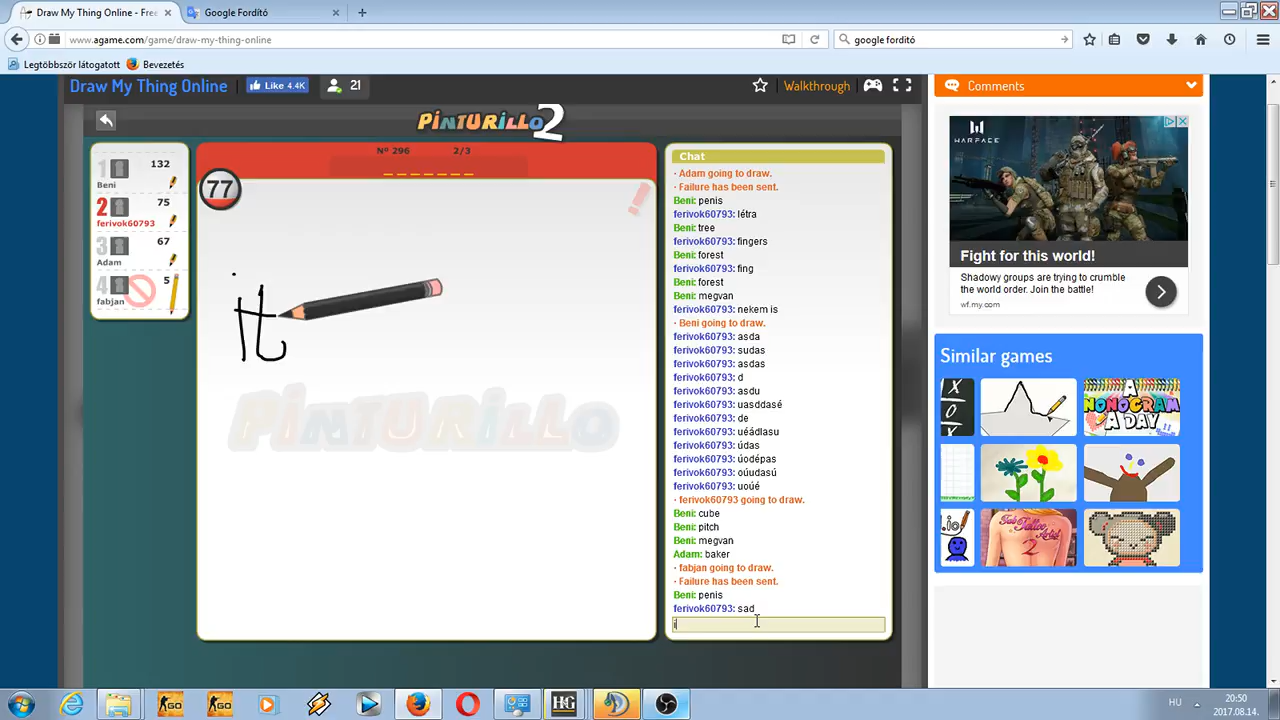 Draw My Thing Online - Free
Google Fordító
www.agame.com/game/draw-my-thing-online
google forditó
Legtöbbször látogatott
Bevezetés
Draw My Thing Online
Like 4.4K
21
Walkthrough
PINTURILLO 2
1
132
Beni
2
75
ferivok60793
3
67
Adam
4
5
fabjan
Nº 296
2/3
77
it
PINTURILLO
Chat
· Adam going to draw.
· Failure has been sent.
Beni: penis
ferivok60793: létra
Beni: tree
ferivok60793: fingers
Beni: forest
ferivok60793: fing
Beni: forest
Beni: megvan
ferivok60793: nekem is
· Beni going to draw.
ferivok60793: asda
ferivok60793: sudas
ferivok60793: asdas
ferivok60793: d
ferivok60793: asdu
ferivok60793: uasddasé
ferivok60793: de
ferivok60793: uéádlasu
ferivok60793: údas
ferivok60793: úodépas
ferivok60793: oúudasú
ferivok60793: uoúé
· ferivok60793 going to draw.
Beni: cube
Beni: pitch
Beni: megvan
Adam: baker
· fabjan going to draw.
· Failure has been sent.
Beni: penis
ferivok60793: sad
i
Comments
WARFACE
Fight for this world!
Shadowy groups are trying to crumble
the world order. Join the battle!
wf.my.com
Similar games
X
O
A
NONOGRAM
A DAY
.io
2
HU
20:50
2017.08.14.